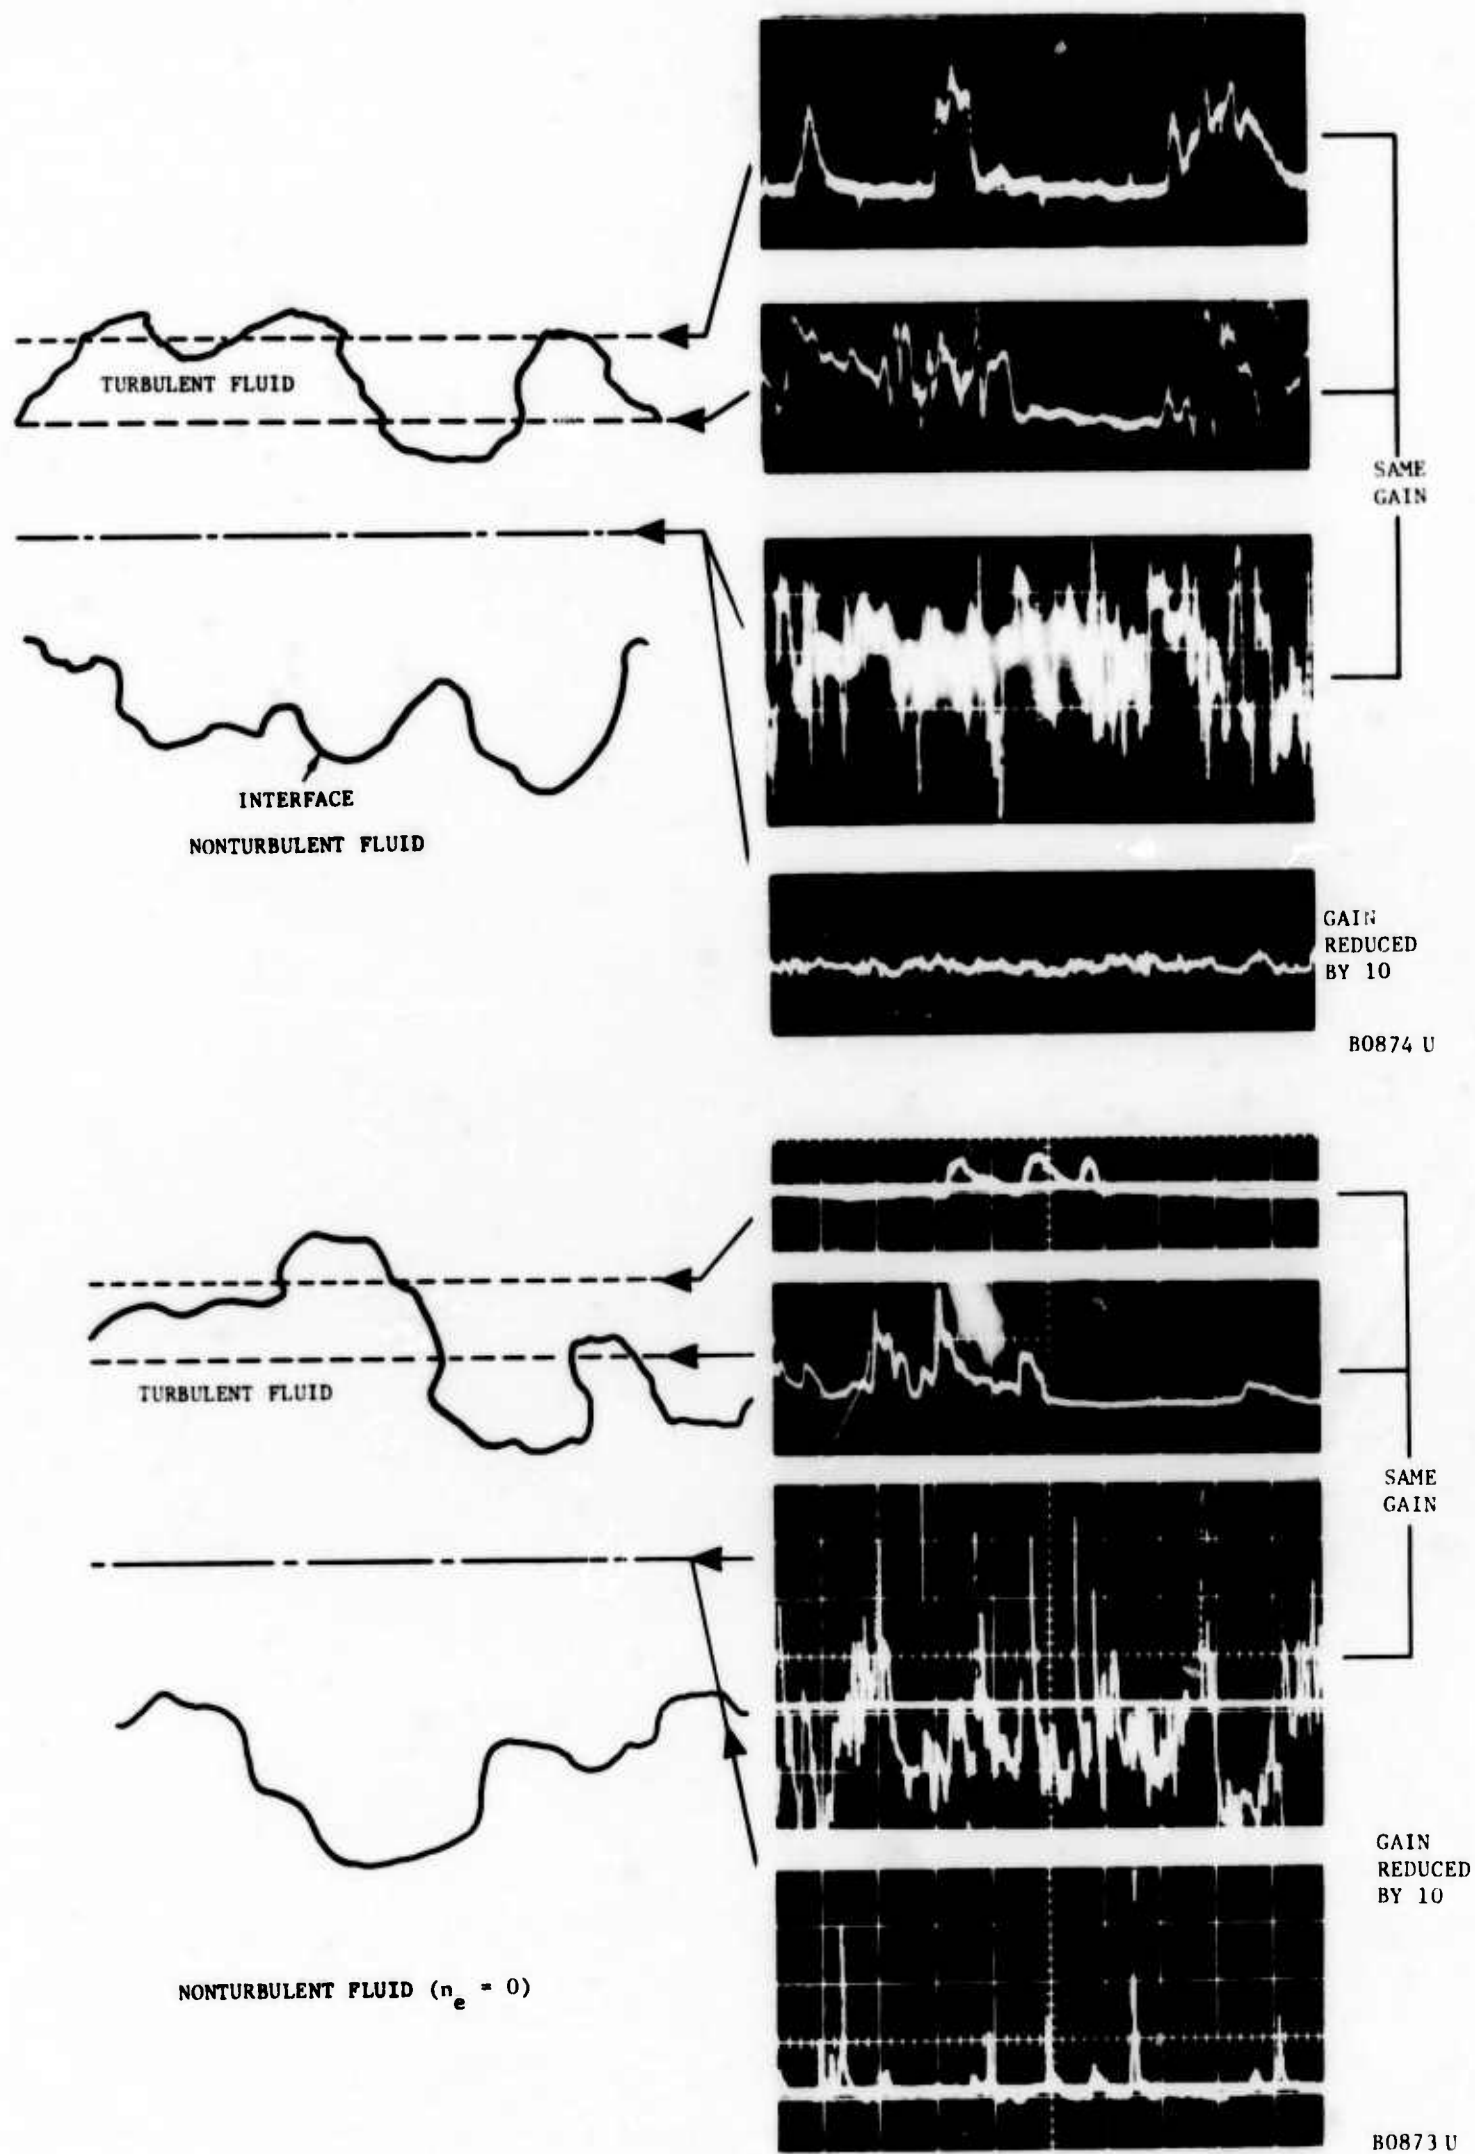 TURBULENT FLUID
SAME
GAIN
INTERFACE
NONTURBULENT FLUID
GAIN
REDUCED
BY 10
B0874 U
TURBULENT FLUID
SAME
GAIN
GAIN
REDUCED
BY 10
NONTURBULENT FLUID (n_e = 0)
B0873 U